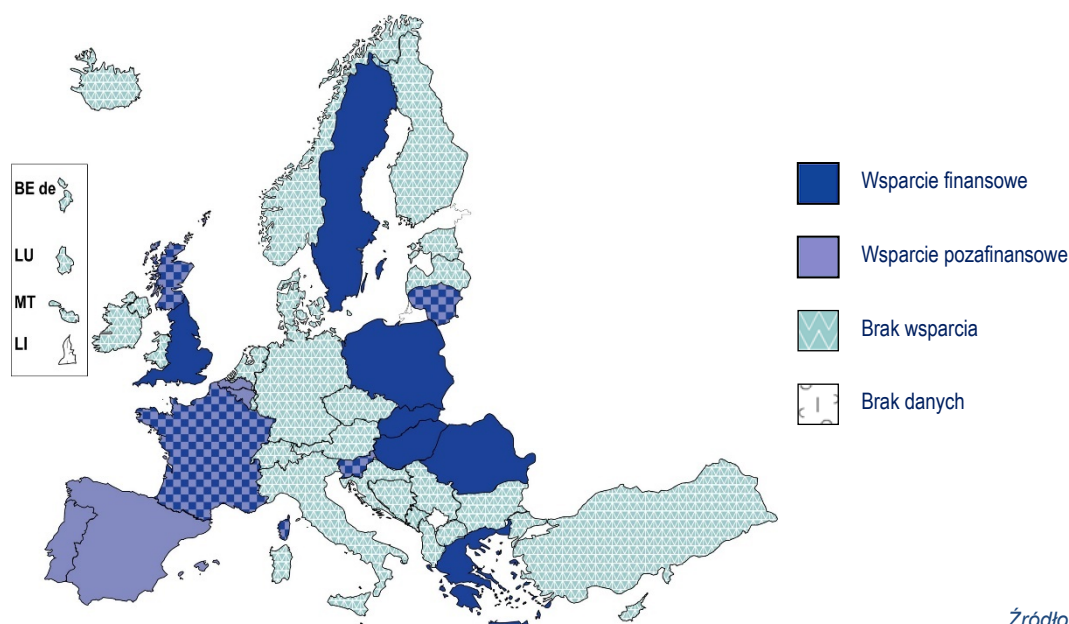 BE de
LU
MT
LI
Wsparcie finansowe
Wsparcie pozafinansowe
Brak wsparcia
Brak danych
Źródło